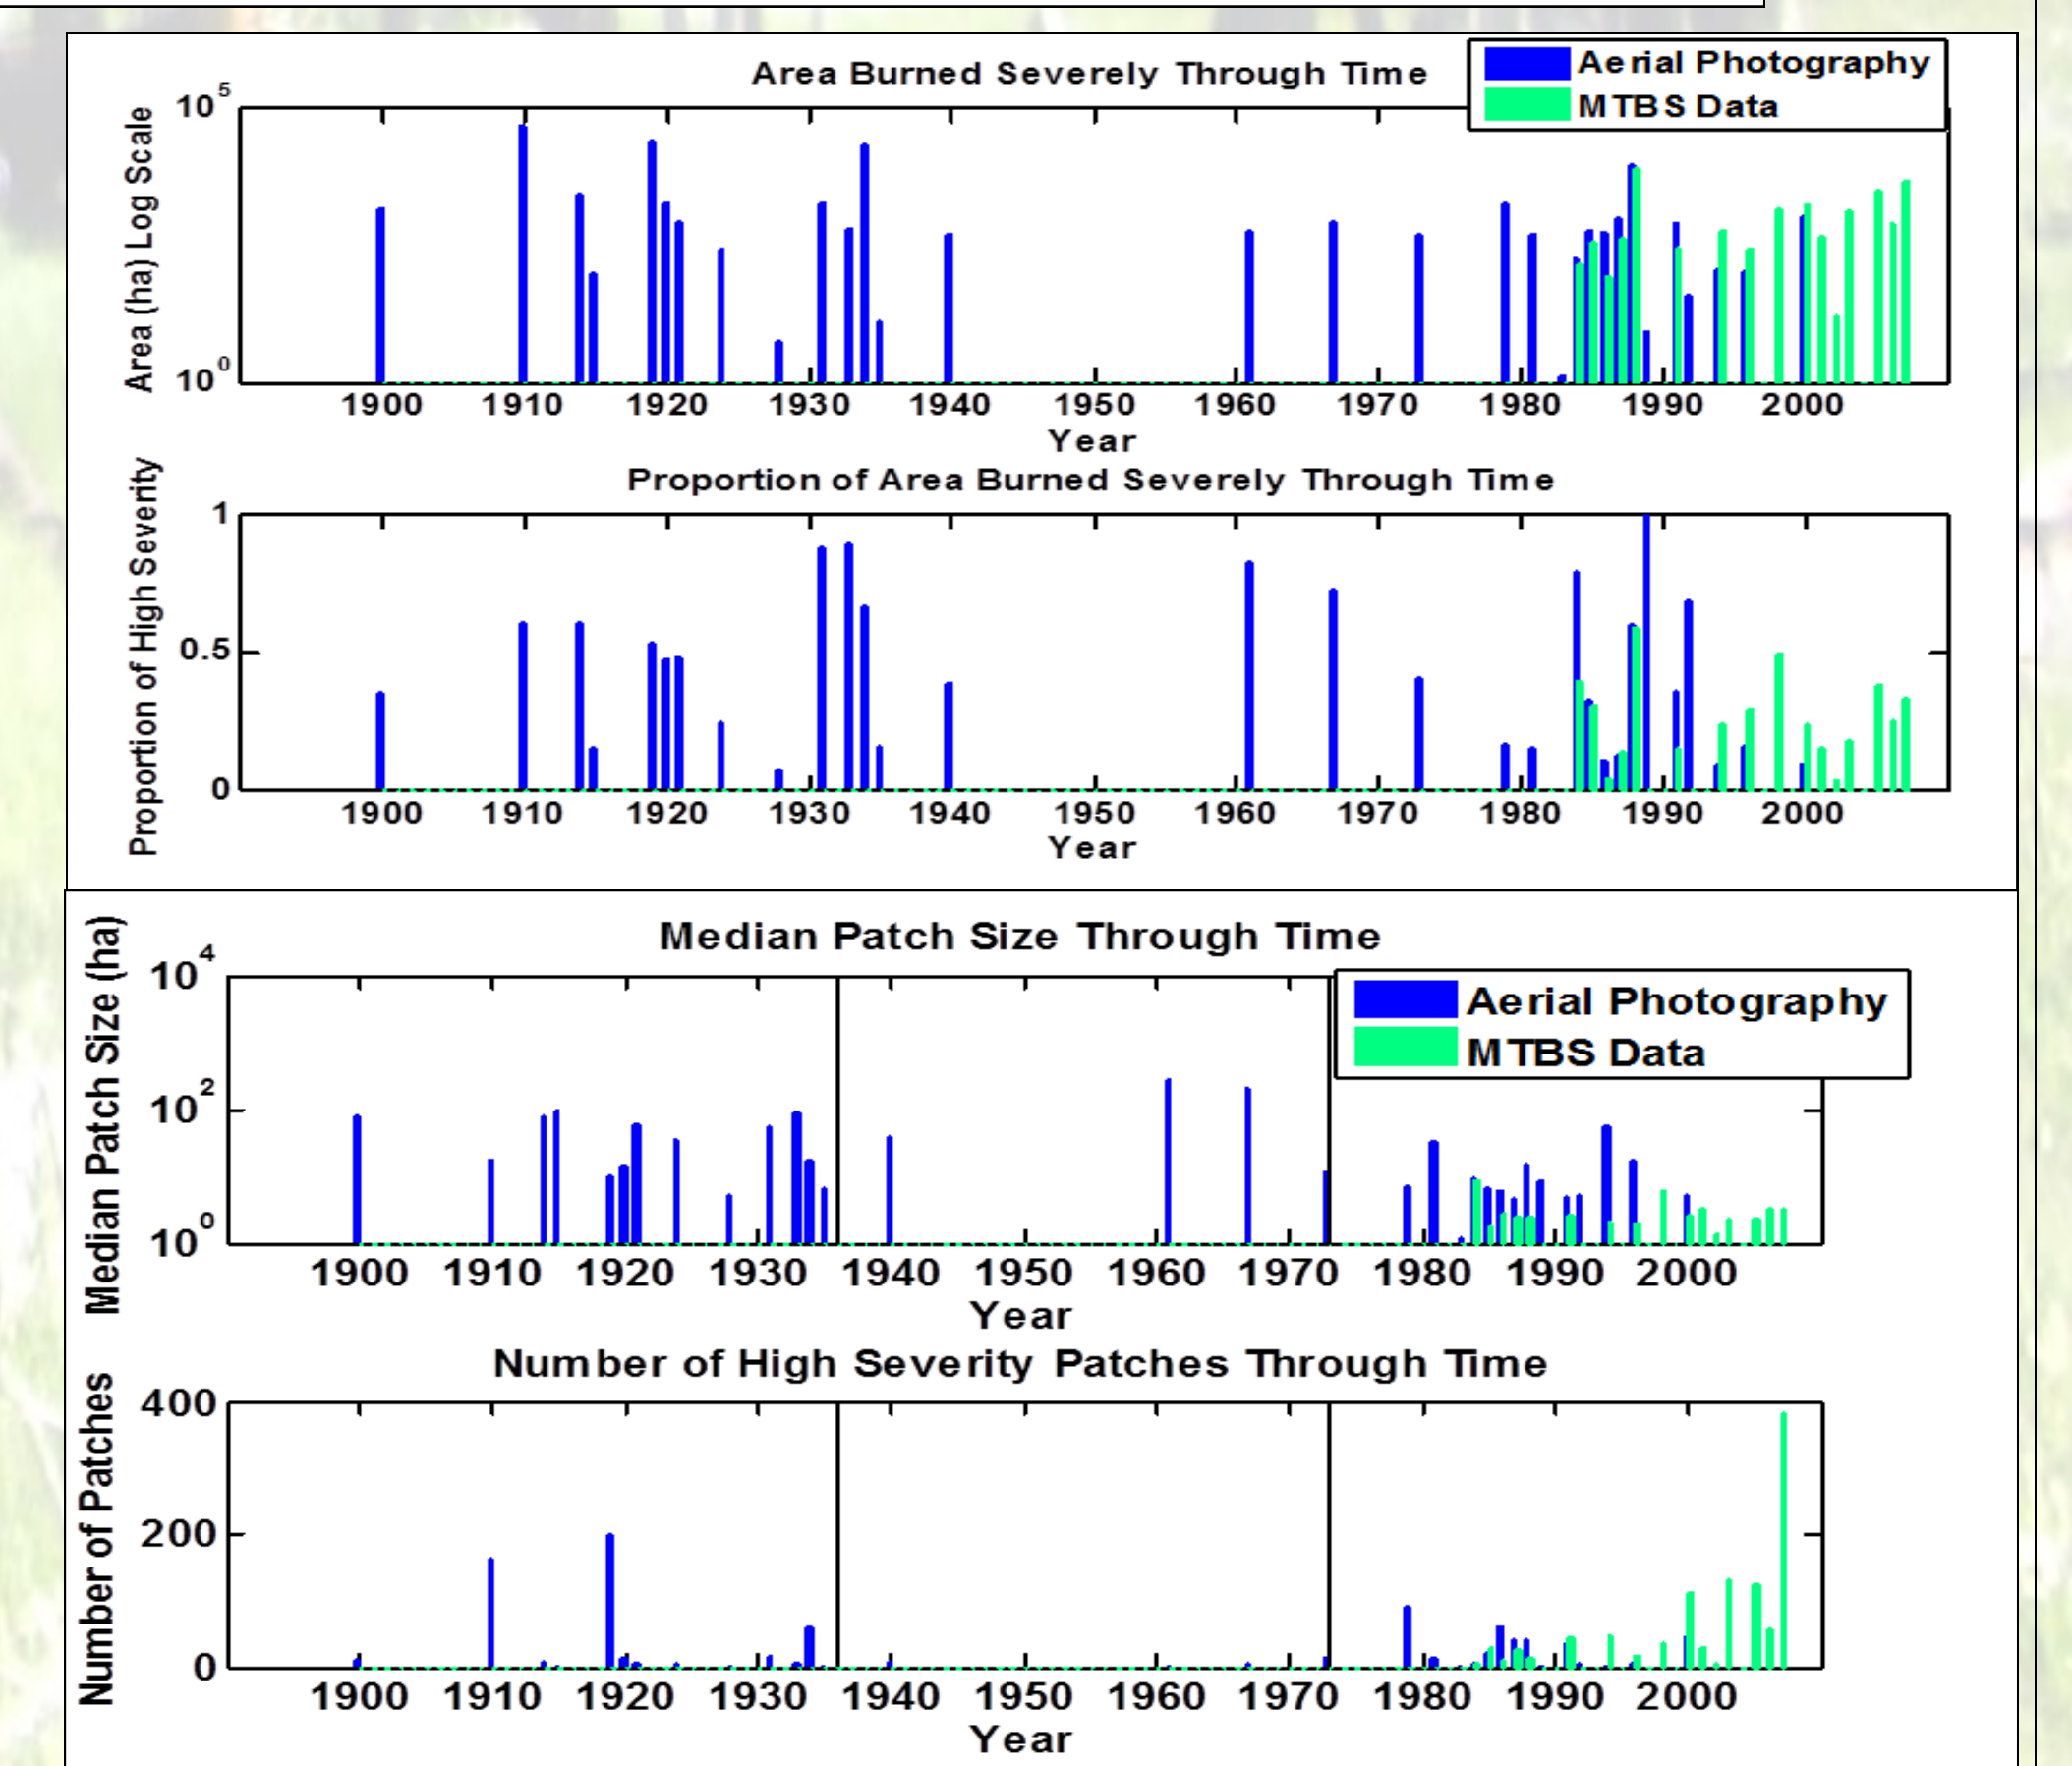 Area Burned Severely Through Time
Aerial Photography
MTBS Data
Area (ha) Log Scale
10^5
10^0
1900 1910 1920 1930 1940 1950 1960 1970 1980 1990 2000
Year
Proportion of Area Burned Severely Through Time
Proportion of High Severity
1
0.5
0
1900 1910 1920 1930 1940 1950 1960 1970 1980 1990 2000
Year
Median Patch Size Through Time
Aerial Photography
MTBS Data
Median Patch Size (ha)
10^4
10^2
10^0
1900 1910 1920 1930 1940 1950 1960 1970 1980 1990 2000
Year
Number of High Severity Patches Through Time
Number of Patches
400
200
0
1900 1910 1920 1930 1940 1950 1960 1970 1980 1990 2000
Year